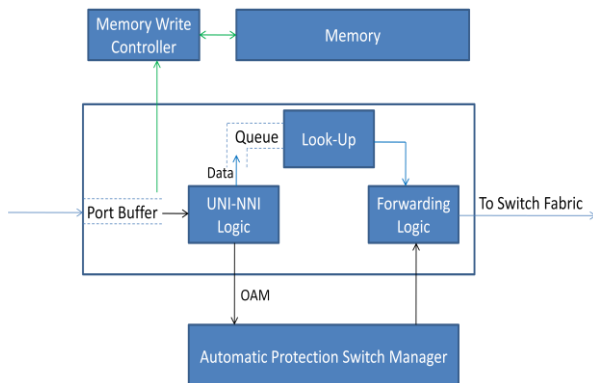 Memory Write
Controller
Memory
Queue
Look-Up
Data
Port Buffer
UNI-NNI
Logic
Forwarding
Logic
To Switch Fabric
OAM
Automatic Protection Switch Manager